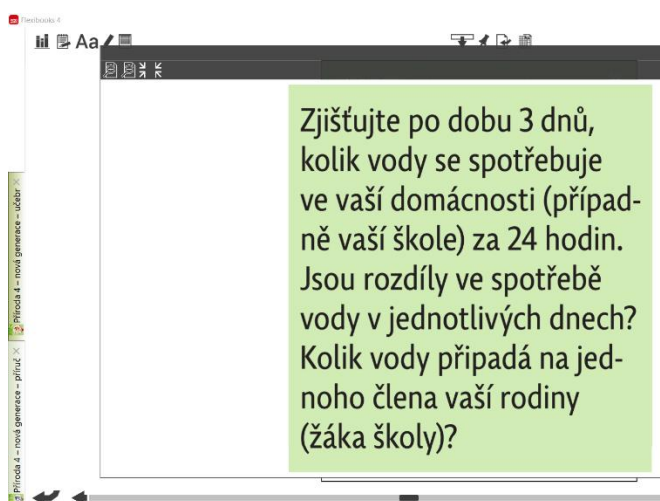 Flexibooks 4
Aa
Zjišťujte po dobu 3 dnů,
kolik vody se spotřebuje
ve vaší domácnosti (případ-
ně vaší škole) za 24 hodin.
Jsou rozdíly ve spotřebě
vody v jednotlivých dnech?
Kolik vody připadá na jed-
noho člena vaší rodiny
(žáka školy)?
Příroda 4 – nová generace – učebr
Příroda 4 – nová generace – příruč